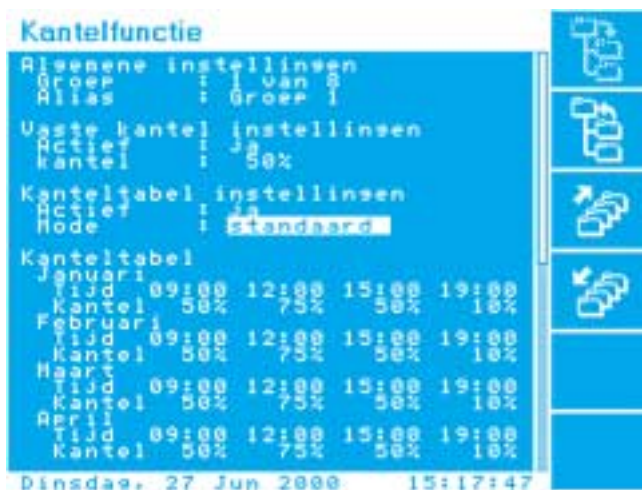 Kantelfunctie
Algemene instellingen
Groep : 1 van 8
Alias : Groep 1
Vaste kantel instellingen
Actief : Ja
kantel : 50%
Kanteltabel instellingen
Actief : Ja
Mode : standaard
Kanteltabel
Januari
Tijd 09:00 12:00 15:00 19:00
Kantel 50% 75% 50% 10%
Februari
Tijd 09:00 12:00 15:00 19:00
Kantel 50% 75% 50% 10%
Maart
Tijd 09:00 12:00 15:00 19:00
Kantel 50% 75% 50% 10%
April
Tijd 09:00 12:00 15:00 19:00
Kantel 50% 75% 50% 10%
Dinsdag, 27 Jun 2000 15:17:47